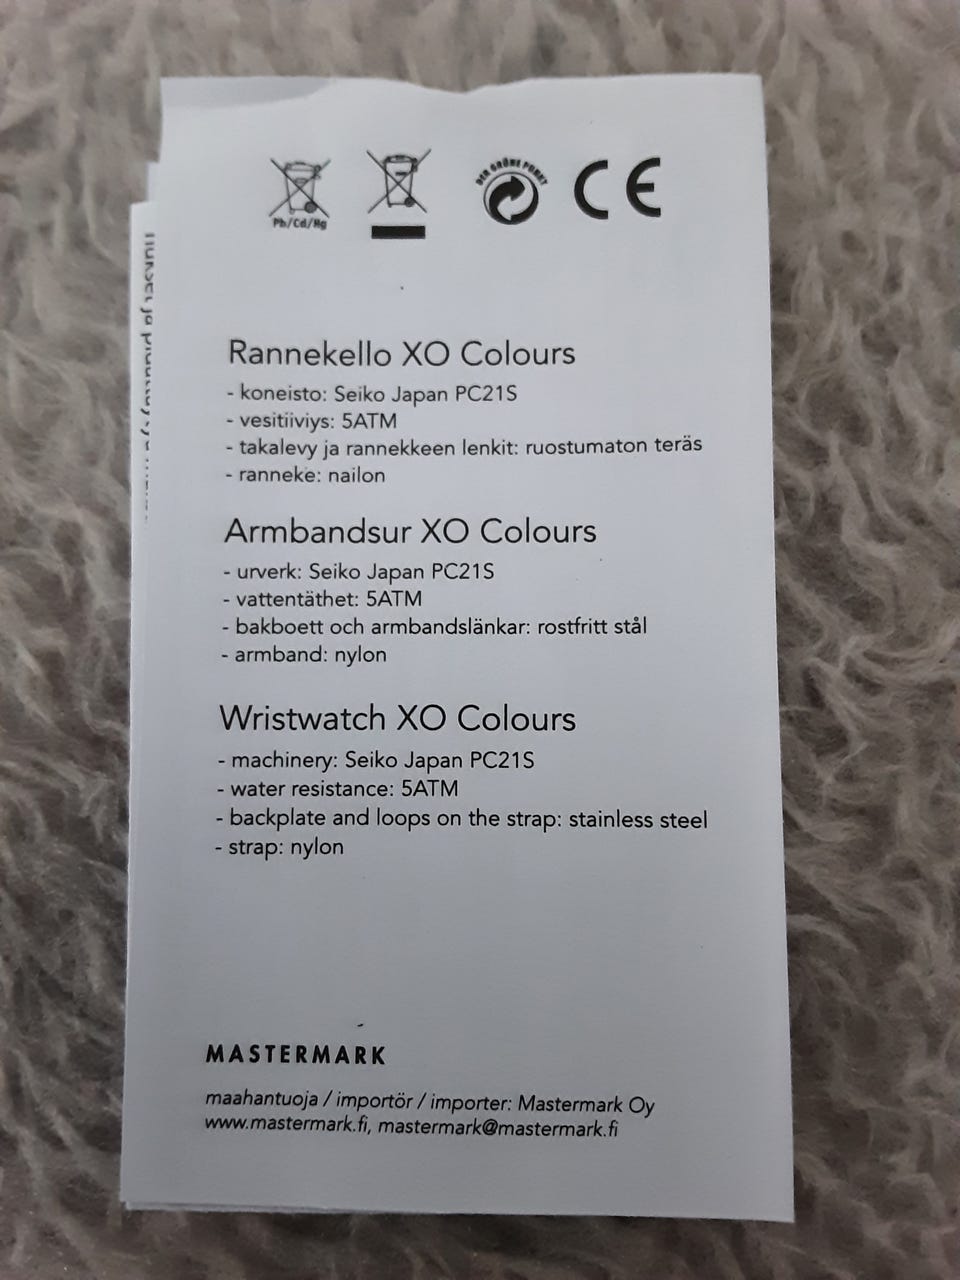 Pb/Cd/Hg
DER GRÜNE PUNKT
CE
Rannekello XO Colours
- koneisto: Seiko Japan PC21S
- vesitiiviys: 5ATM
- takalevy ja rannekkeen lenkit: ruostumaton teräs
- ranneke: nailon
Armbandsur XO Colours
- urverk: Seiko Japan PC21S
- vattentäthet: 5ATM
- bakboett och armbandslänkar: rostfritt stål
- armband: nylon
Wristwatch XO Colours
- machinery: Seiko Japan PC21S
- water resistance: 5ATM
- backplate and loops on the strap: stainless steel
- strap: nylon
MASTERMARK
maahantuoja / importör / importer: Mastermark Oy
www.mastermark.fi, mastermark@mastermark.fi